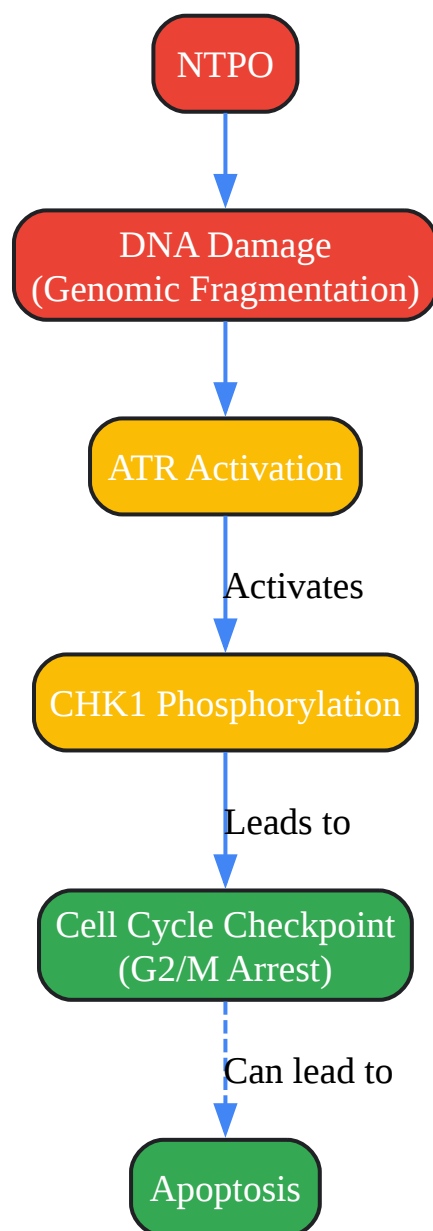 NTPO
DNA Damage
(Genomic Fragmentation)
ATR Activation
Activates
CHK1 Phosphorylation
Leads to
Cell Cycle Checkpoint
(G2/M Arrest)
Can lead to
Apoptosis